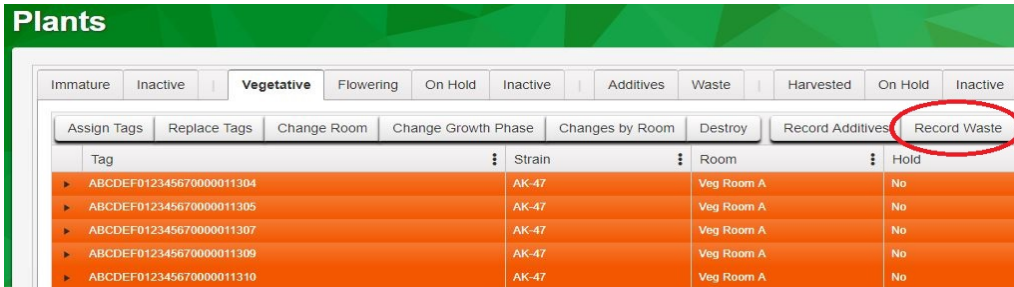 Plants
Immature Inactive | Vegetative Flowering On Hold Inactive | Additives Waste | Harvested On Hold Inactive
Assign Tags Replace Tags Change Room Change Growth Phase Changes by Room Destroy Record Additives Record Waste
Tag Strain Room Hold
ABCDEF012345670000011304 AK-47 Veg Room A No
ABCDEF012345670000011305 AK-47 Veg Room A No
ABCDEF012345670000011307 AK-47 Veg Room A No
ABCDEF012345670000011309 AK-47 Veg Room A No
ABCDEF012345670000011310 AK-47 Veg Room A No